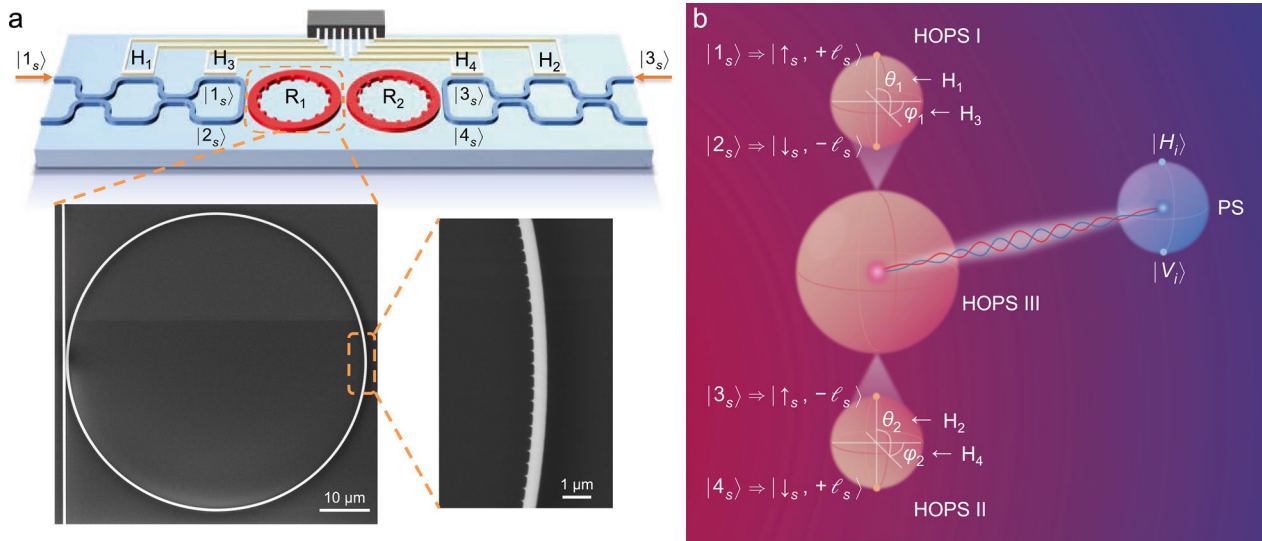 a
|1ₛ⟩
H₁
H₃
H₄
H₂
|3ₛ⟩
|1ₛ⟩
R₁
R₂
|3ₛ⟩
|2ₛ⟩
|4ₛ⟩
10 μm
1 μm
b
HOPS I
|1ₛ⟩ ⇒ |↑ₛ, +ℓₛ⟩
θ₁ ← H₁
φ₁ ← H₃
|2ₛ⟩ ⇒ |↓ₛ, −ℓₛ⟩
|Hᵢ⟩
PS
|Vᵢ⟩
HOPS III
|3ₛ⟩ ⇒ |↑ₛ, −ℓₛ⟩
θ₂ ← H₂
φ₂ ← H₄
|4ₛ⟩ ⇒ |↓ₛ, +ℓₛ⟩
HOPS II